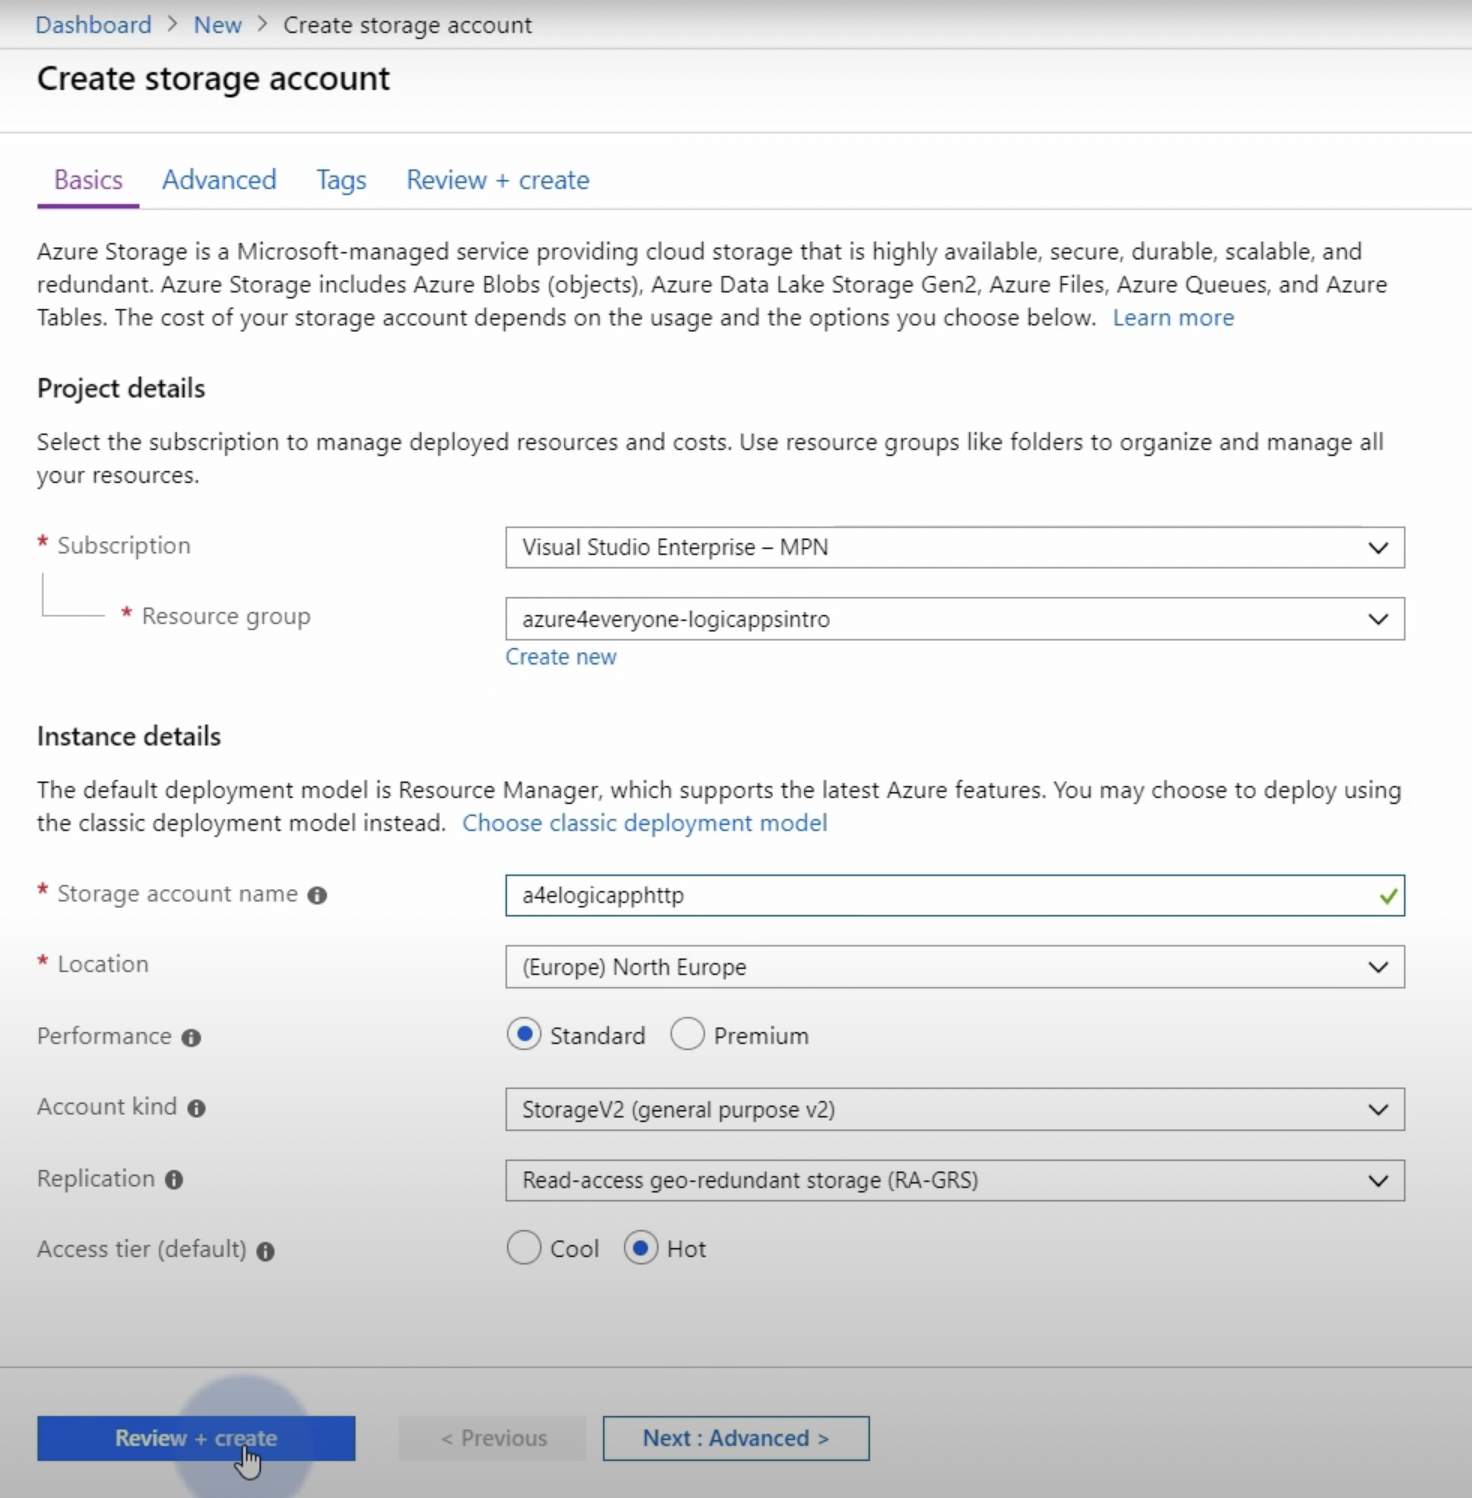 Dashboard > New > Create storage account
Create storage account
Basics Advanced Tags Review + create
Azure Storage is a Microsoft-managed service providing cloud storage that is highly available, secure, durable, scalable, and
redundant. Azure Storage includes Azure Blobs (objects), Azure Data Lake Storage Gen2, Azure Files, Azure Queues, and Azure
Tables. The cost of your storage account depends on the usage and the options you choose below. Learn more
Project details
Select the subscription to manage deployed resources and costs. Use resource groups like folders to organize and manage all
your resources.
* Subscription Visual Studio Enterprise – MPN
* Resource group azure4everyone-logicappsintro
Create new
Instance details
The default deployment model is Resource Manager, which supports the latest Azure features. You may choose to deploy using
the classic deployment model instead. Choose classic deployment model
* Storage account name a4elogicapphttp
* Location (Europe) North Europe
Performance Standard Premium
Account kind StorageV2 (general purpose v2)
Replication Read-access geo-redundant storage (RA-GRS)
Access tier (default) Cool Hot
Review + create < Previous Next : Advanced >